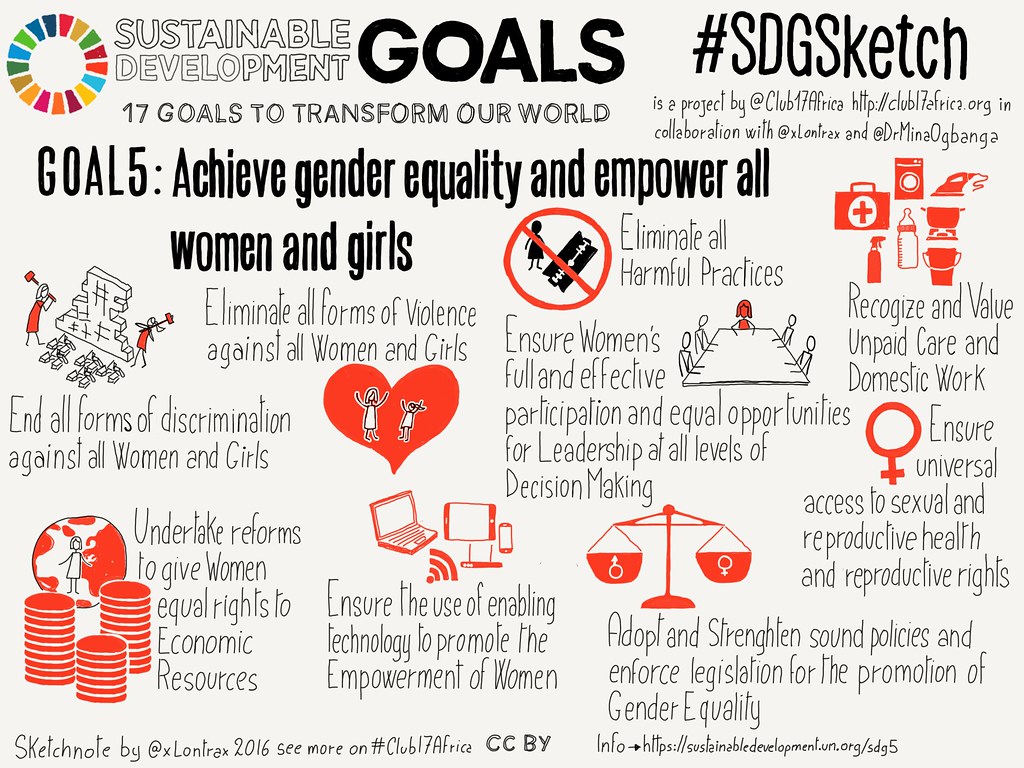 SUSTAINABLE
DEVELOPMENT
GOALS
17 GOALS TO TRANSFORM OUR WORLD
#SDGSketch
is a project by @Club17Africa http://club17africa.org in
collaboration with @xLontrax and @DrMinaOgbanga
GOAL5: Achieve gender equality and empower all
women and girls
Eliminate all forms of Violence
against all Women and Girls
End all forms of discrimination
against all Women and Girls
Eliminate all
Harmful Practices
Ensure Women's
full and effective
participation and equal opportunities
for Leadership at all levels of
Decision Making
Recogize and Value
Unpaid Care and
Domestic Work
Ensure
universal
access to sexual and
reproductive health
and reproductive rights
Undertake reforms
to give Women
equal rights to
Economic
Resources
Ensure the use of enabling
technology to promote the
Empowerment of Women
Adopt and Strenghten sound policies and
enforce legislation for the promotion of
Gender Equality
Sketchnote by @xLontrax 2016 see more on #Club17Africa CC BY
Info→https://sustainabledevelopment.un.org/sdg5